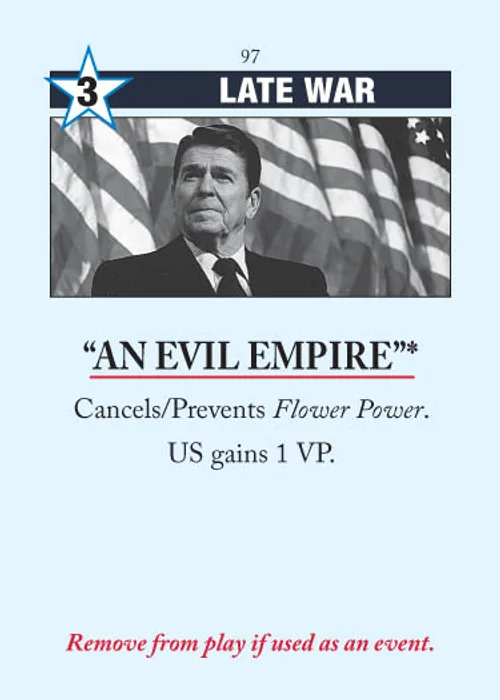 97
3
LATE WAR
“AN EVIL EMPIRE”*
Cancels/Prevents Flower Power.
US gains 1 VP.
Remove from play if used as an event.